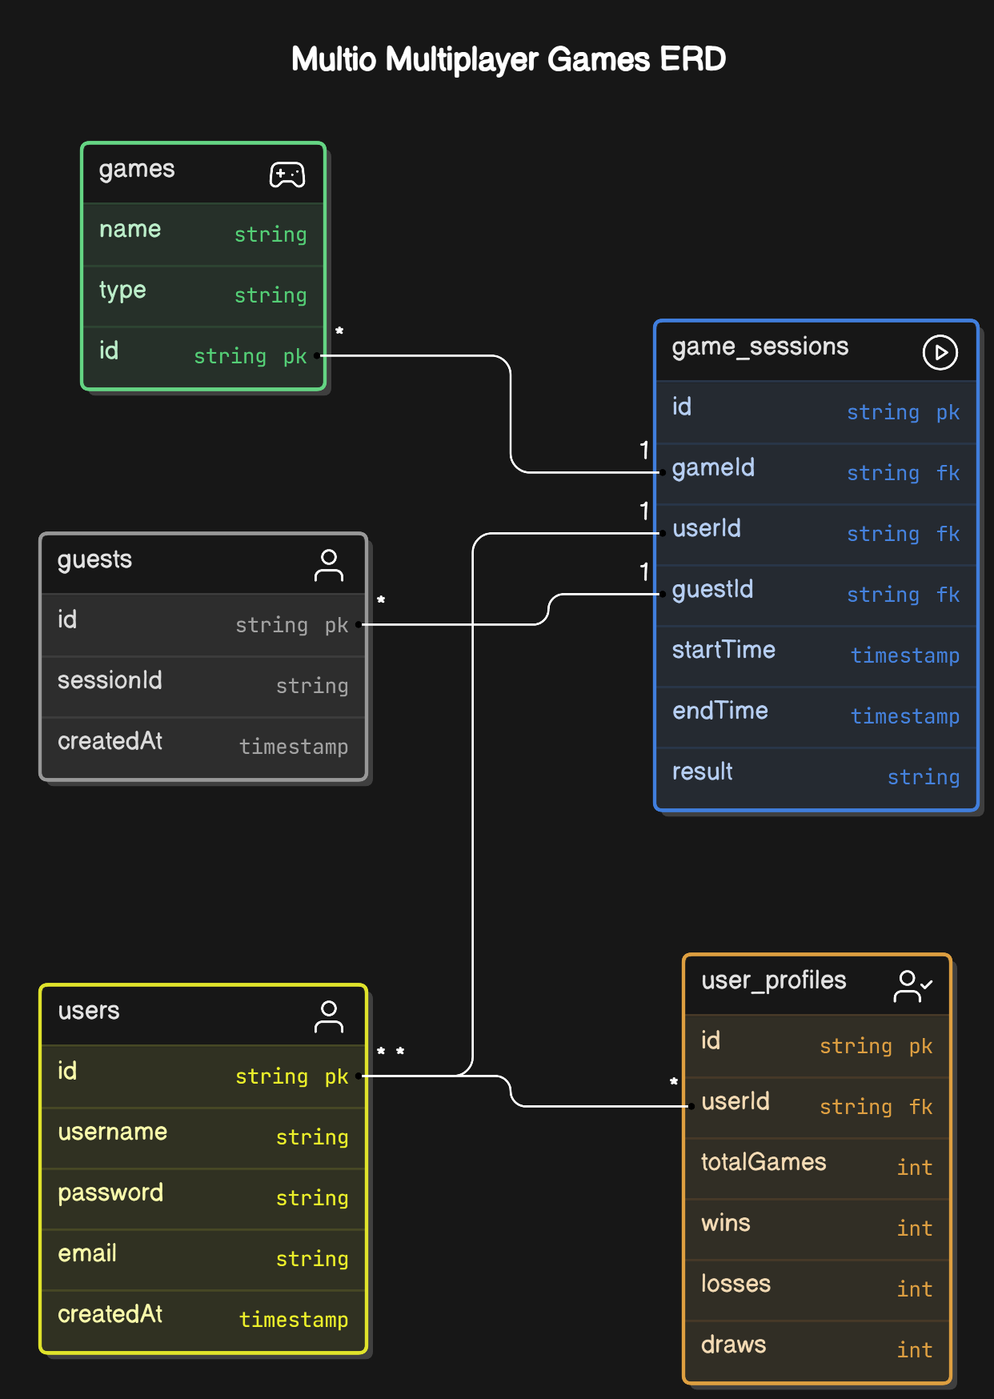 Multio Multiplayer Games ERD
games
name string
type string
id string pk
*
guests
id string pk
*
sessionId string
createdAt timestamp
users
id string pk
* *
username string
password string
email string
createdAt timestamp
game_sessions
id string pk
1
gameId string fk
1
userId string fk
1
guestId string fk
startTime timestamp
endTime timestamp
result string
user_profiles
id string pk
*
userId string fk
totalGames int
wins int
losses int
draws int